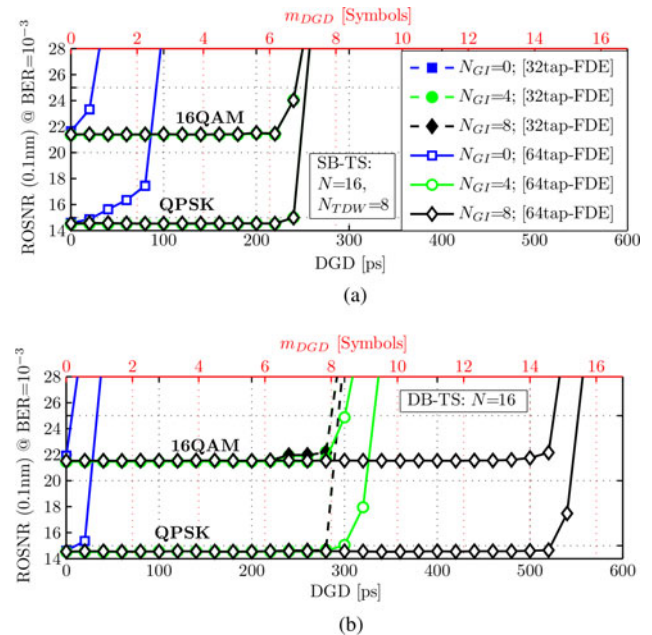 m_DGD [Symbols]
0 2 4 6 8 10 12 14 16
ROSNR (0.1nm) @ BER=10⁻³
28
26
24
22
20
18
16
14
16QAM
QPSK
SB-TS:
N=16,
N_TDW=8
N_GI=0; [32tap-FDE]
N_GI=4; [32tap-FDE]
N_GI=8; [32tap-FDE]
N_GI=0; [64tap-FDE]
N_GI=4; [64tap-FDE]
N_GI=8; [64tap-FDE]
0 100 200 300 400 500 600
DGD [ps]
(a)
m_DGD [Symbols]
0 2 4 6 8 10 12 14 16
ROSNR (0.1nm) @ BER=10⁻³
28
26
24
22
20
18
16
14
DB-TS: N=16
16QAM
QPSK
0 100 200 300 400 500 600
DGD [ps]
(b)